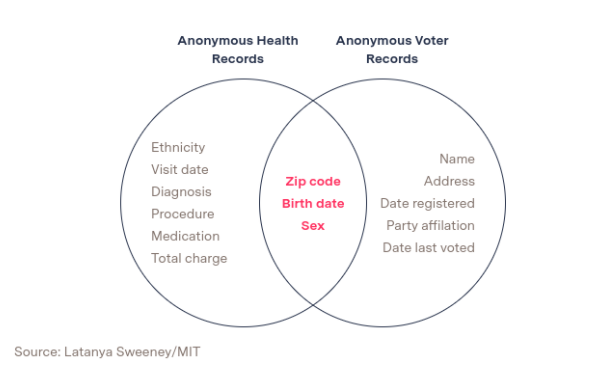 Anonymous Health
Records
Anonymous Voter
Records
Ethnicity
Visit date
Diagnosis
Procedure
Medication
Total charge
Zip code
Birth date
Sex
Name
Address
Date registered
Party affilation
Date last voted
Source: Latanya Sweeney/MIT